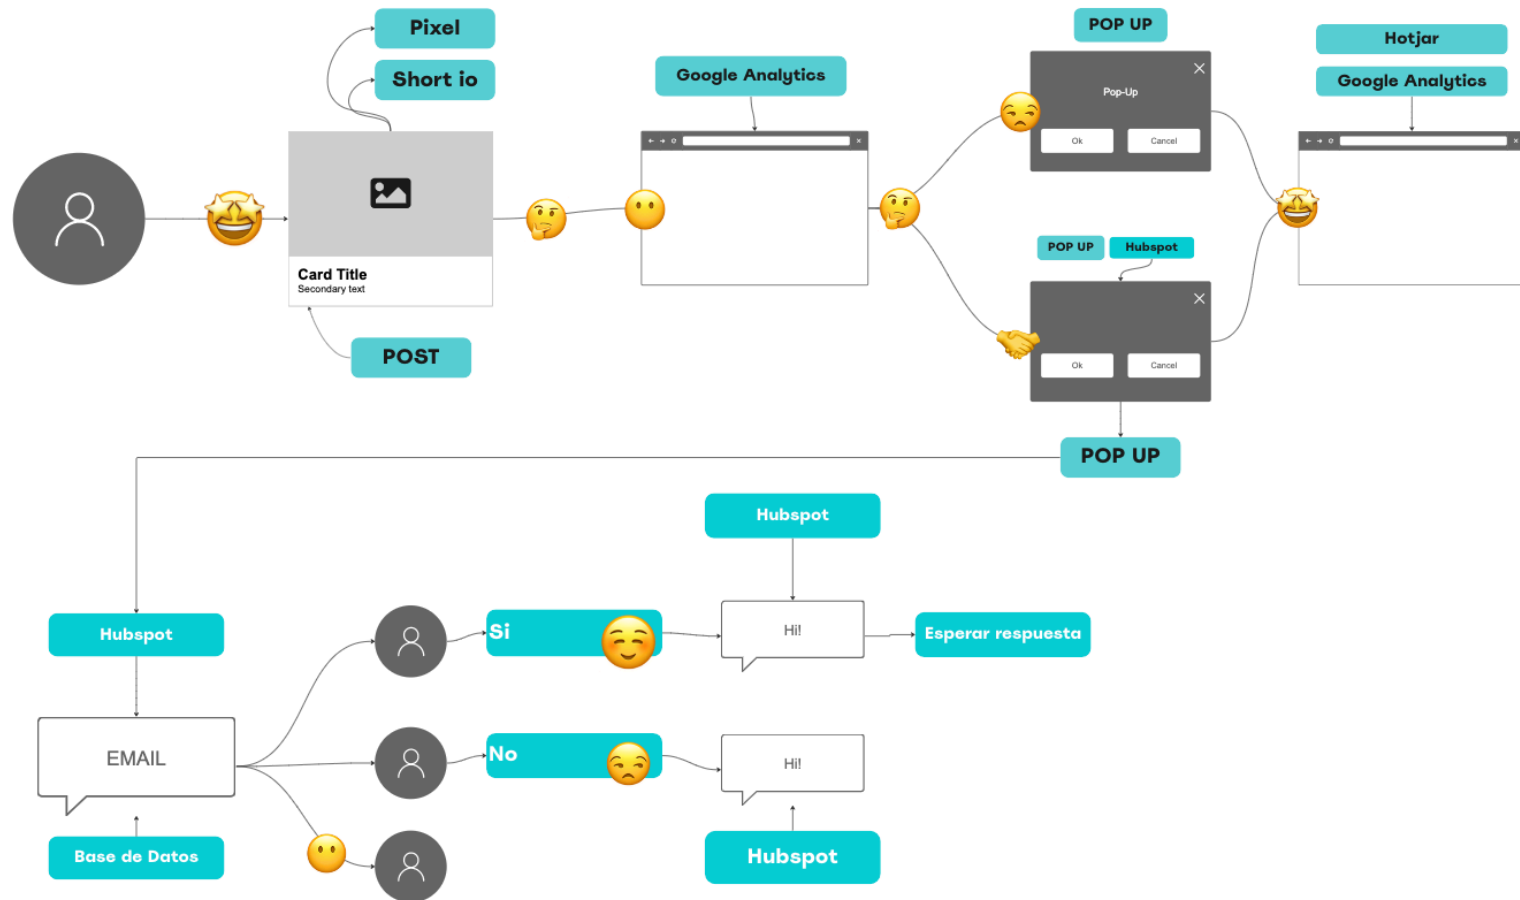 Pixel
Short io
Card Title
Secondary text
POST
Google Analytics
POP UP
Pop-Up
Ok
Cancel
POP UP
Hubspot
Ok
Cancel
POP UP
Hotjar
Google Analytics
Hubspot
EMAIL
Base de Datos
Si
No
Hubspot
Hi!
Esperar respuesta
Hi!
Hubspot